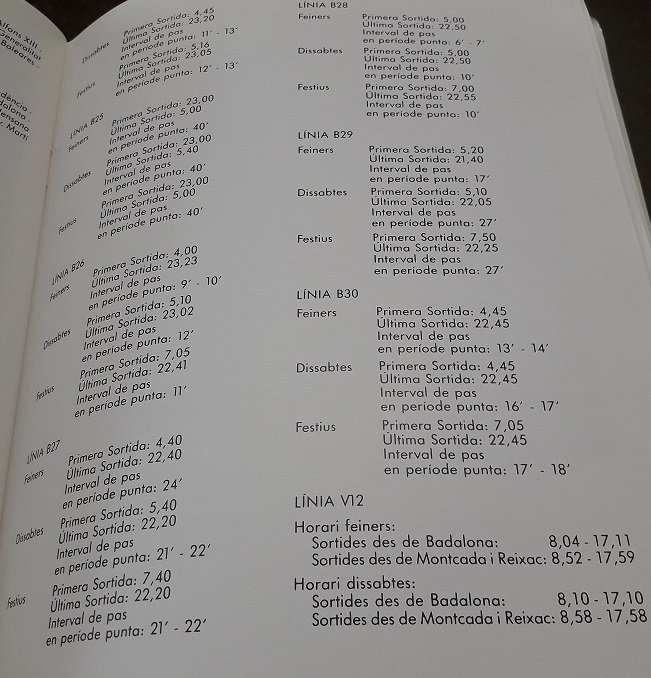 Alfons XIII
Generalitat
Baleares -
dència -
dalona -
Martí
4,45
Dissabtes
Primera Sortida: 4,45
Última Sortida: 23,20
Interval de pas
en període punta: 11' - 13'
Festius
Primera Sortida: 5,16
Última Sortida: 23,05
Interval de pas
en període punta: 12' - 13'
LÍNIA B25
Feiners
Primera Sortida: 23,00
Última Sortida: 5,00
Interval de pas
en període punta: 40'
Dissabtes
Primera Sortida: 23,00
Última Sortida: 5,40
Interval de pas
en període punta: 40'
Festius
Primera Sortida: 23,00
Última Sortida: 5,00
Interval de pas
en període punta: 40'
LÍNIA B26
Feiners
Primera Sortida: 4,00
Última Sortida: 23,23
Interval de pas
en període punta: 9' - 10'
Dissabtes
Primera Sortida: 5,10
Última Sortida: 23,02
Interval de pas
en període punta: 12'
Festius
Primera Sortida: 7,05
Última Sortida: 22,41
Interval de pas
en període punta: 11'
LÍNIA B27
Feiners
Primera Sortida: 4,40
Última Sortida: 22,40
Interval de pas
en període punta: 24'
Dissabtes
Primera Sortida: 5,40
Última Sortida: 22,20
Interval de pas
en període punta: 21' - 22'
Festius
Primera Sortida: 7,40
Última Sortida: 22,20
Interval de pas
en període punta: 21' - 22'
LÍNIA B28
Feiners Primera Sortida: 5,00
Última Sortida: 22,50
Interval de pas
en període punta: 6' - 7'
Dissabtes Primera Sortida: 5,00
Última Sortida: 22,50
Interval de pas
en període punta: 10'
Festius Primera Sortida: 7,00
Última Sortida: 22,55
Interval de pas
en període punta: 10'
LÍNIA B29
Feiners Primera Sortida: 5,20
Última Sortida: 21,40
Interval de pas
en període punta: 17'
Dissabtes Primera Sortida: 5,10
Última Sortida: 22,05
Interval de pas
en període punta: 27'
Festius Primera Sortida: 7,50
Última Sortida: 22,25
Interval de pas
en període punta: 27'
LÍNIA B30
Feiners Primera Sortida: 4,45
Última Sortida: 22,45
Interval de pas
en període punta: 13' - 14'
Dissabtes Primera Sortida: 4,45
Última Sortida: 22,45
Interval de pas
en període punta: 16' - 17'
Festius Primera Sortida: 7,05
Última Sortida: 22,45
Interval de pas
en període punta: 17' - 18'
LÍNIA V12
Horari feiners:
Sortides des de Badalona: 8,04 - 17,11
Sortides des de Montcada i Reixac: 8,52 - 17,59
Horari dissabtes:
Sortides des de Badalona: 8,10 - 17,10
Sortides des de Montcada i Reixac: 8,58 - 17,58